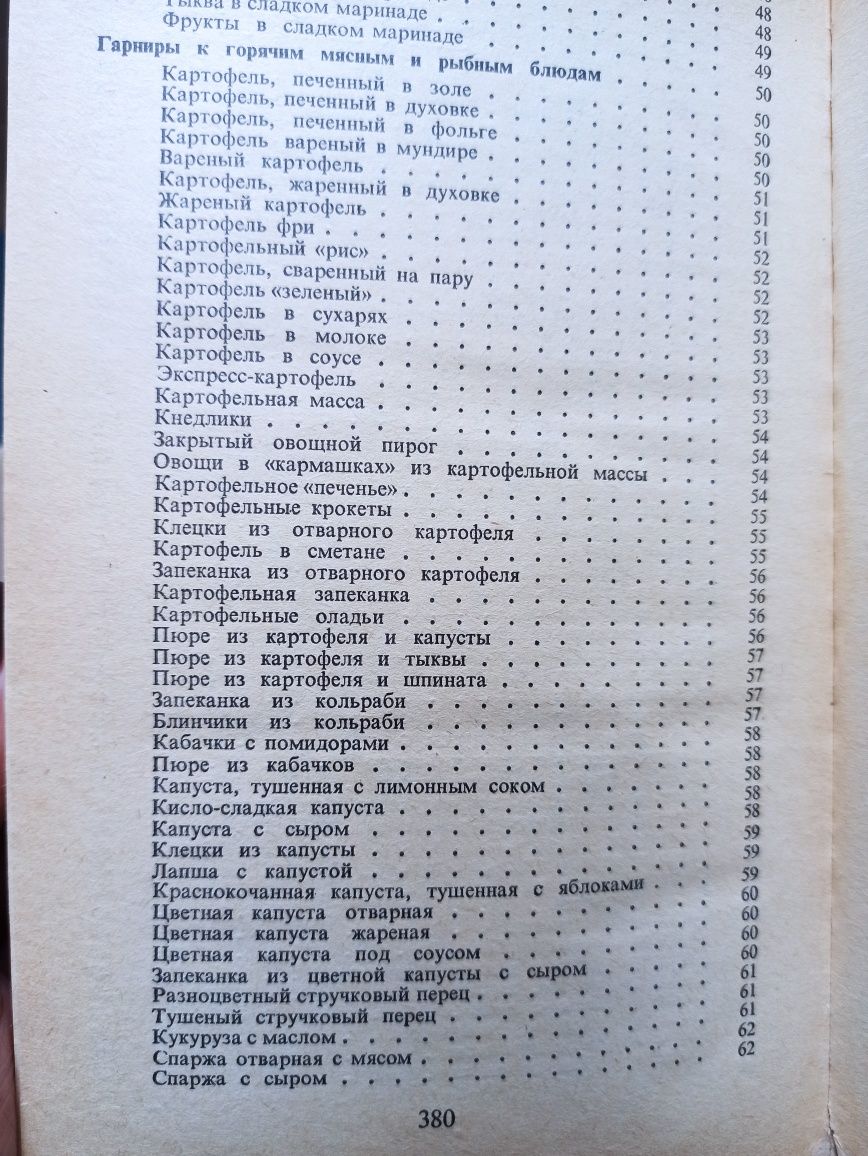 48
48
Тыква в сладком маринаде . . . 49
Фрукты в сладком маринаде . . . 49
Гарниры к горячим мясным и рыбным блюдам . . . 50
Картофель, печенный в золе . . . 50
Картофель, печенный в духовке . . . 50
Картофель, печенный в фольге . . . 50
Картофель вареный в мундире . . . 50
Вареный картофель . . . 51
Картофель, жаренный в духовке . . . 51
Жареный картофель . . . 51
Картофель фри . . . 52
Картофельный «рис» . . . 52
Картофель, сваренный на пару . . . 52
Картофель «зеленый» . . . 52
Картофель в сухарях . . . 53
Картофель в молоке . . . 53
Картофель в соусе . . . 53
Экспресс-картофель . . . 53
Картофельная масса . . . 53
Кнедлики . . . 54
Закрытый овощной пирог . . . 54
Овощи в «кармашках» из картофельной массы . . . 54
Картофельное «печенье» . . . 54
Картофельные крокеты . . . 55
Клецки из отварного картофеля . . . 55
Картофель в сметане . . . 55
Запеканка из отварного картофеля . . . 56
Картофельная запеканка . . . 56
Картофельные оладьи . . . 56
Пюре из картофеля и капусты . . . 56
Пюре из картофеля и тыквы . . . 57
Пюре из картофеля и шпината . . . 57
Запеканка из кольраби . . . 57
Блинчики из кольраби . . . 57
Кабачки с помидорами . . . 58
Пюре из кабачков . . . 58
Капуста, тушенная с лимонным соком . . . 58
Кисло-сладкая капуста . . . 58
Капуста с сыром . . . 58
Клецки из капусты . . . 59
Лапша с капустой . . . 59
Краснокочанная капуста, тушенная с яблоками . . . 59
Цветная капуста отварная . . . 60
Цветная капуста жареная . . . 60
Цветная капуста под соусом . . . 60
Запеканка из цветной капусты с сыром . . . 60
Разноцветный стручковый перец . . . 61
Тушеный стручковый перец . . . 61
Кукуруза с маслом . . . 61
Спаржа отварная с мясом . . . 62
Спаржа с сыром . . . 62
380